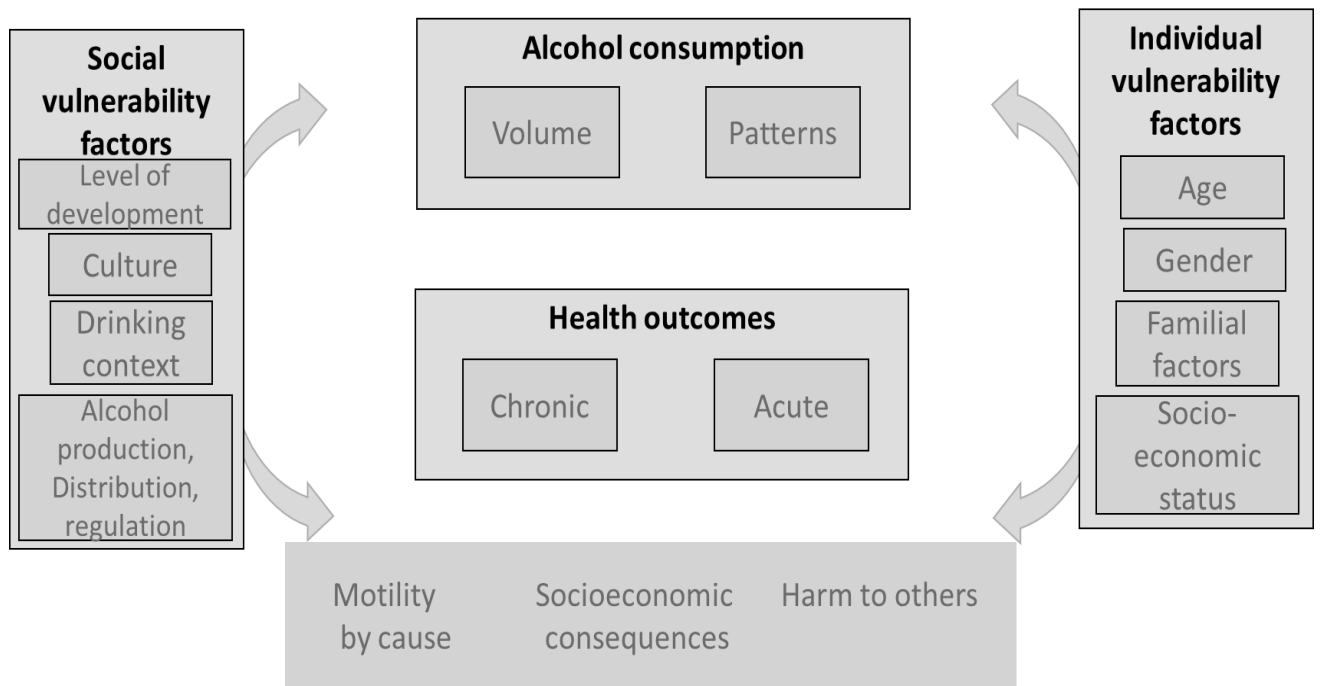 Social
vulnerability
factors
Level of
development
Culture
Drinking
context
Alcohol
production,
Distribution,
regulation
Alcohol consumption
Volume
Patterns
Health outcomes
Chronic
Acute
Individual
vulnerability
factors
Age
Gender
Familial
factors
Socio-
economic
status
Motility
by cause
Socioeconomic
consequences
Harm to others